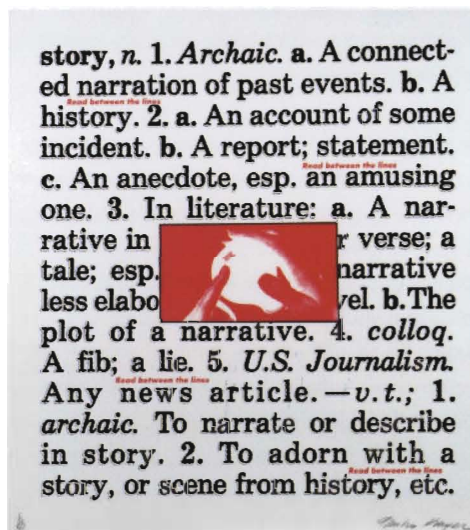 story, n. 1. Archaic. a. A connect-
ed narration of past events. b. A
Read between the lines
history. 2. a. An account of some
incident. b. A report; statement.
Read between the lines
c. An anecdote, esp. an amusing
one. 3. In literature: a. A nar-
rative in r verse; a
tale; esp. narrative
less elabo vel. b. The
plot of a narrative. 4. colloq.
A fib; a lie. 5. U.S. Journalism.
Read between the lines
Any news article. —v.t.; 1.
archaic. To narrate or describe
in story. 2. To adorn with a
Read between the lines
story, or scene from history, etc.